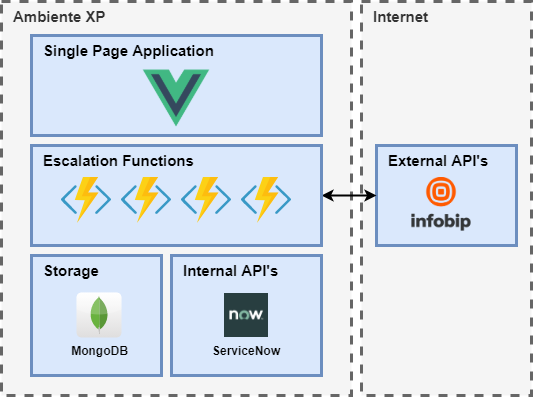 Ambiente XP
Internet
Single Page Application
Escalation Functions
External API's
infobip
Storage
Internal API's
now
MongoDB
ServiceNow